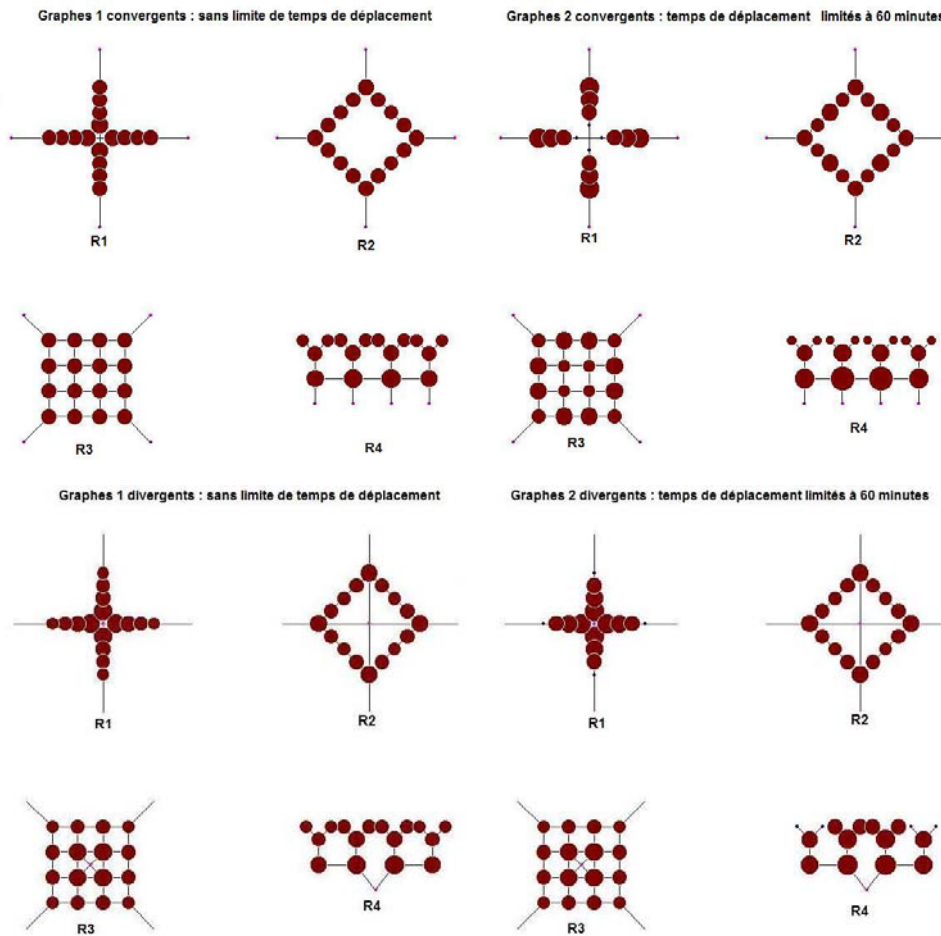 Graphes 1 convergents : sans limite de temps de déplacement
Graphes 2 convergents : temps de déplacement limités à 60 minutes
R1
R2
R1
R2
R3
R4
R3
R4
Graphes 1 divergents : sans limite de temps de déplacement
Graphes 2 divergents : temps de déplacement limités à 60 minutes
R1
R2
R1
R2
R3
R4
R3
R4